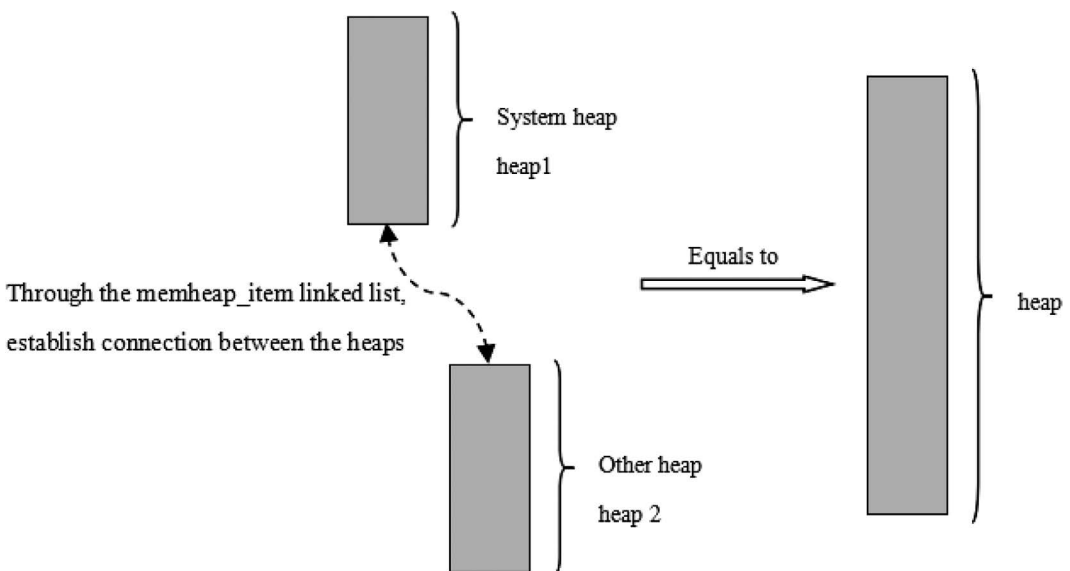 System heap
heap1
Equals to
Through the memheap_item linked list,
establish connection between the heaps
heap
Other heap
heap 2